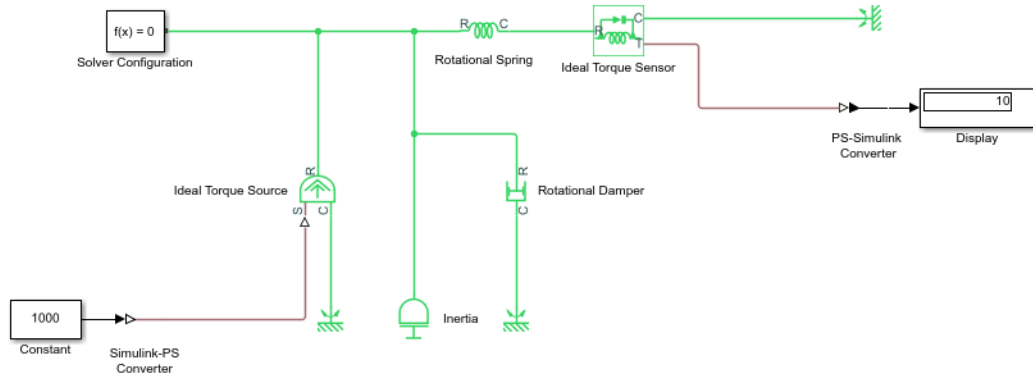 f(x) = 0
Solver Configuration
R
C
Rotational Spring
R
C
T
Ideal Torque Sensor
10
Display
PS-Simulink
Converter
Ideal Torque Source
R
S
C
R
C
Rotational Damper
Inertia
1000
Constant
Simulink-PS
Converter